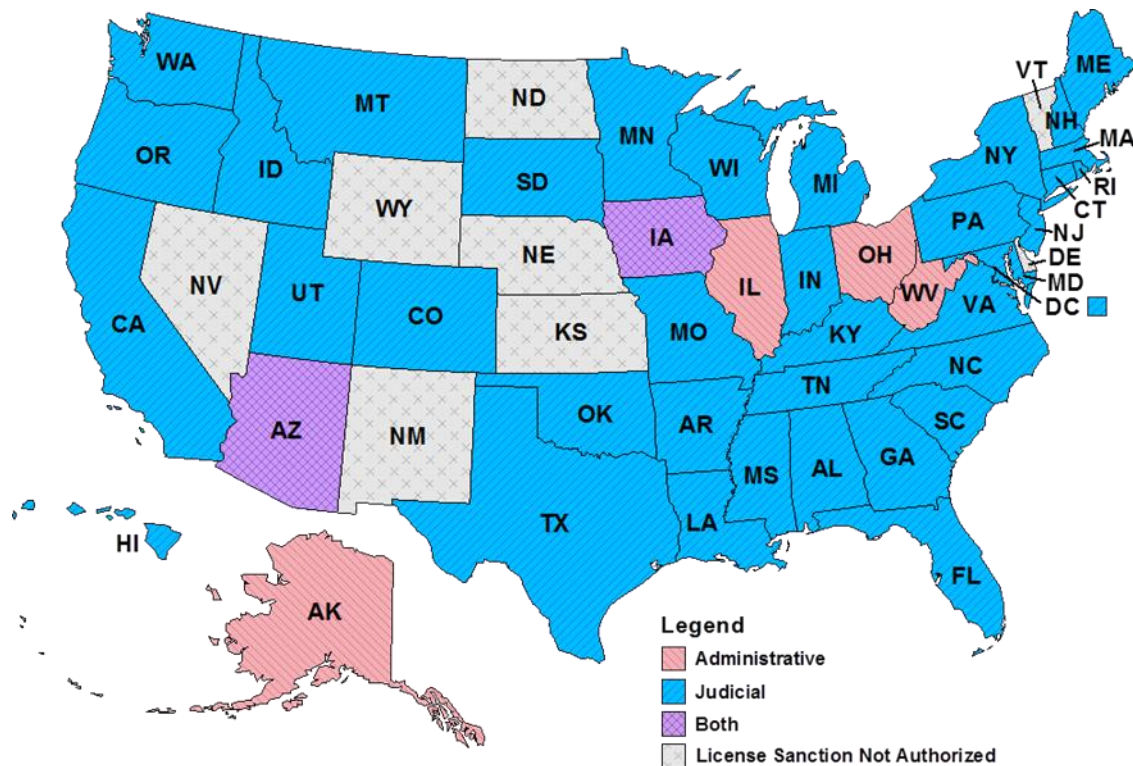 WA
MT
ND
MN
VT
ME
NH
MA
OR
ID
SD
WI
MI
NY
RI
CT
WY
PA
NJ
IA
NE
OH
DE
MD
NV
UT
IL
IN
WV
DC
CA
CO
KS
MO
KY
VA
NC
TN
AZ
NM
OK
AR
SC
MS
AL
GA
TX
LA
HI
FL
AK
Legend
Administrative
Judicial
Both
License Sanction Not Authorized